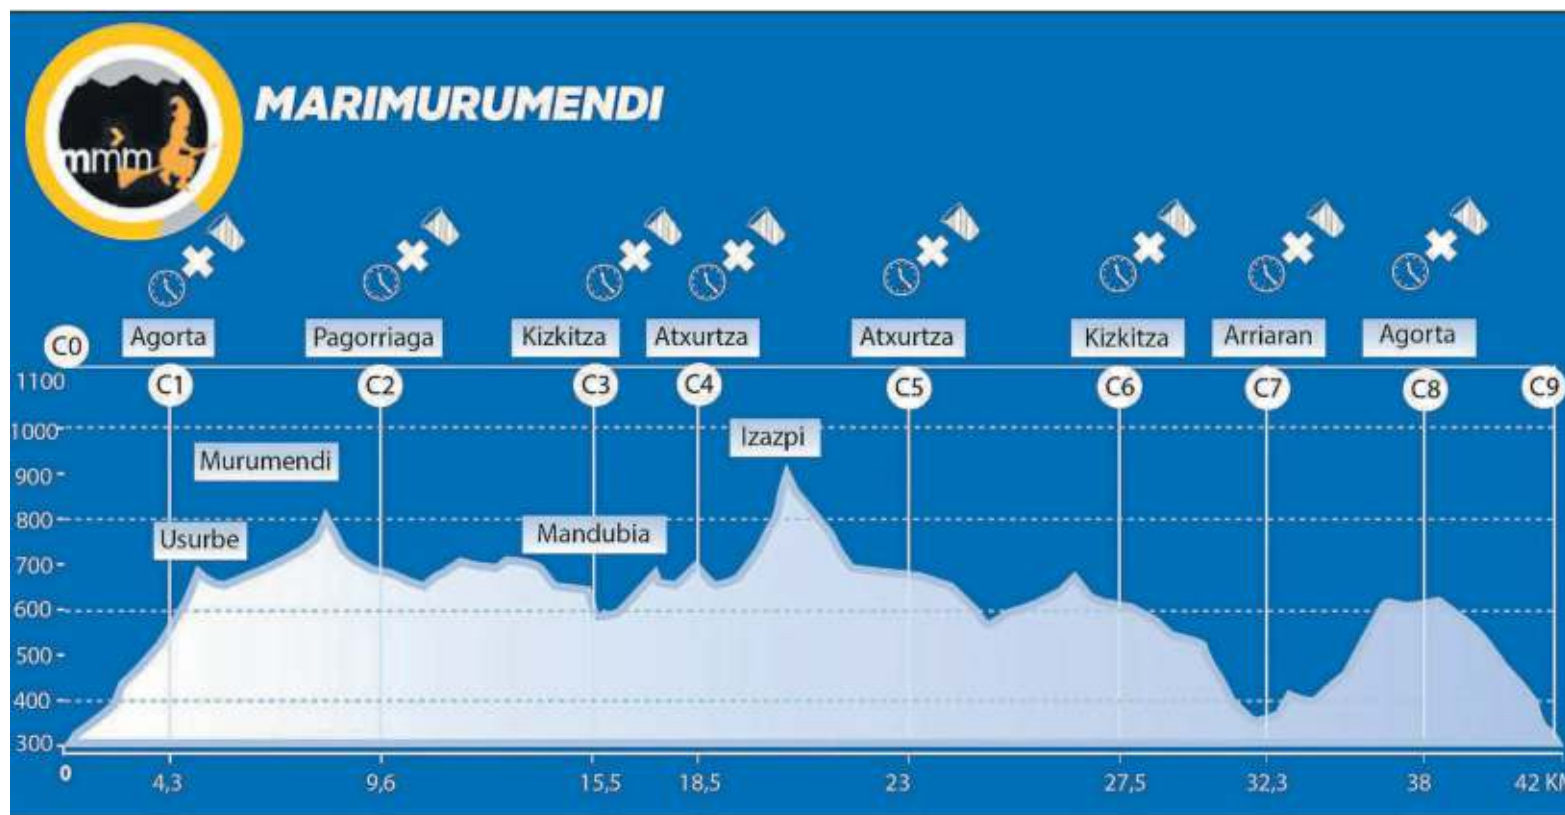 MARIMURUMENDI
mmm
Agorta
Pagorriaga
Kizkitza
Atxurtza
Atxurtza
Kizkitza
Arriaran
Agorta
C0
C1
C2
C3
C4
C5
C6
C7
C8
C9
1100
1000
900
800
700
600
500
400
300
Murumendi
Usurbe
Mandubia
Izazpi
0
4,3
9,6
15,5
18,5
23
27,5
32,3
38
42 KM